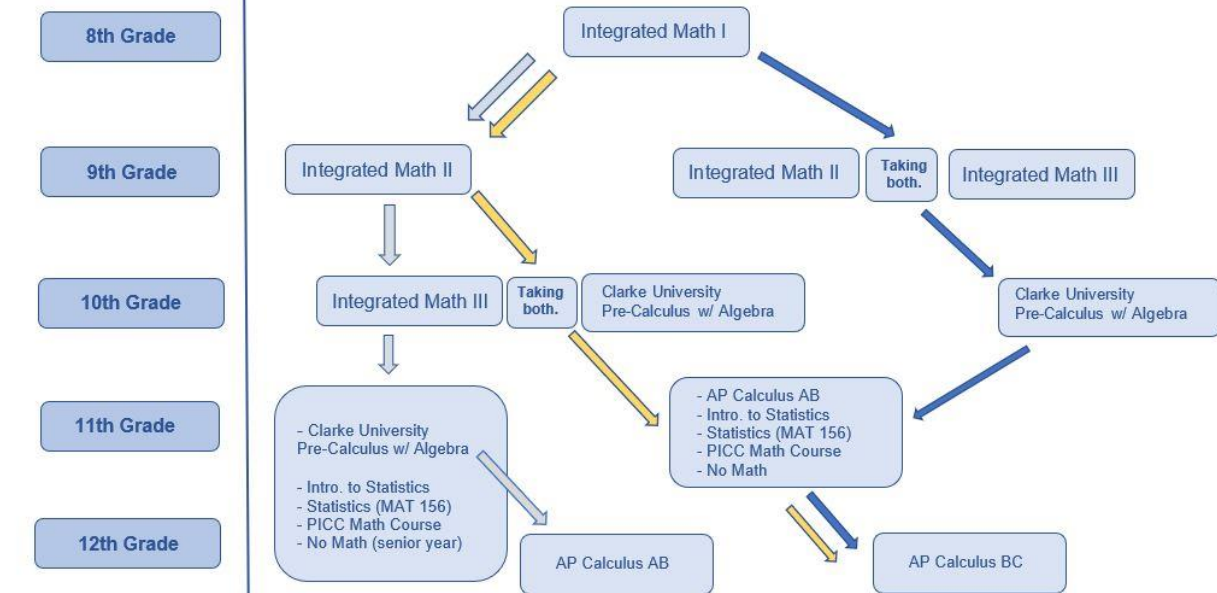 8th Grade
Integrated Math I
9th Grade
Integrated Math II
Integrated Math II
Taking
both.
Integrated Math III
10th Grade
Integrated Math III
Taking
both.
Clarke University
Pre-Calculus w/ Algebra
Clarke University
Pre-Calculus w/ Algebra
11th Grade
- Clarke University
Pre-Calculus w/ Algebra
- Intro. to Statistics
- Statistics (MAT 156)
- PICC Math Course
- No Math (senior year)
- AP Calculus AB
- Intro. to Statistics
- Statistics (MAT 156)
- PICC Math Course
- No Math
12th Grade
AP Calculus AB
AP Calculus BC